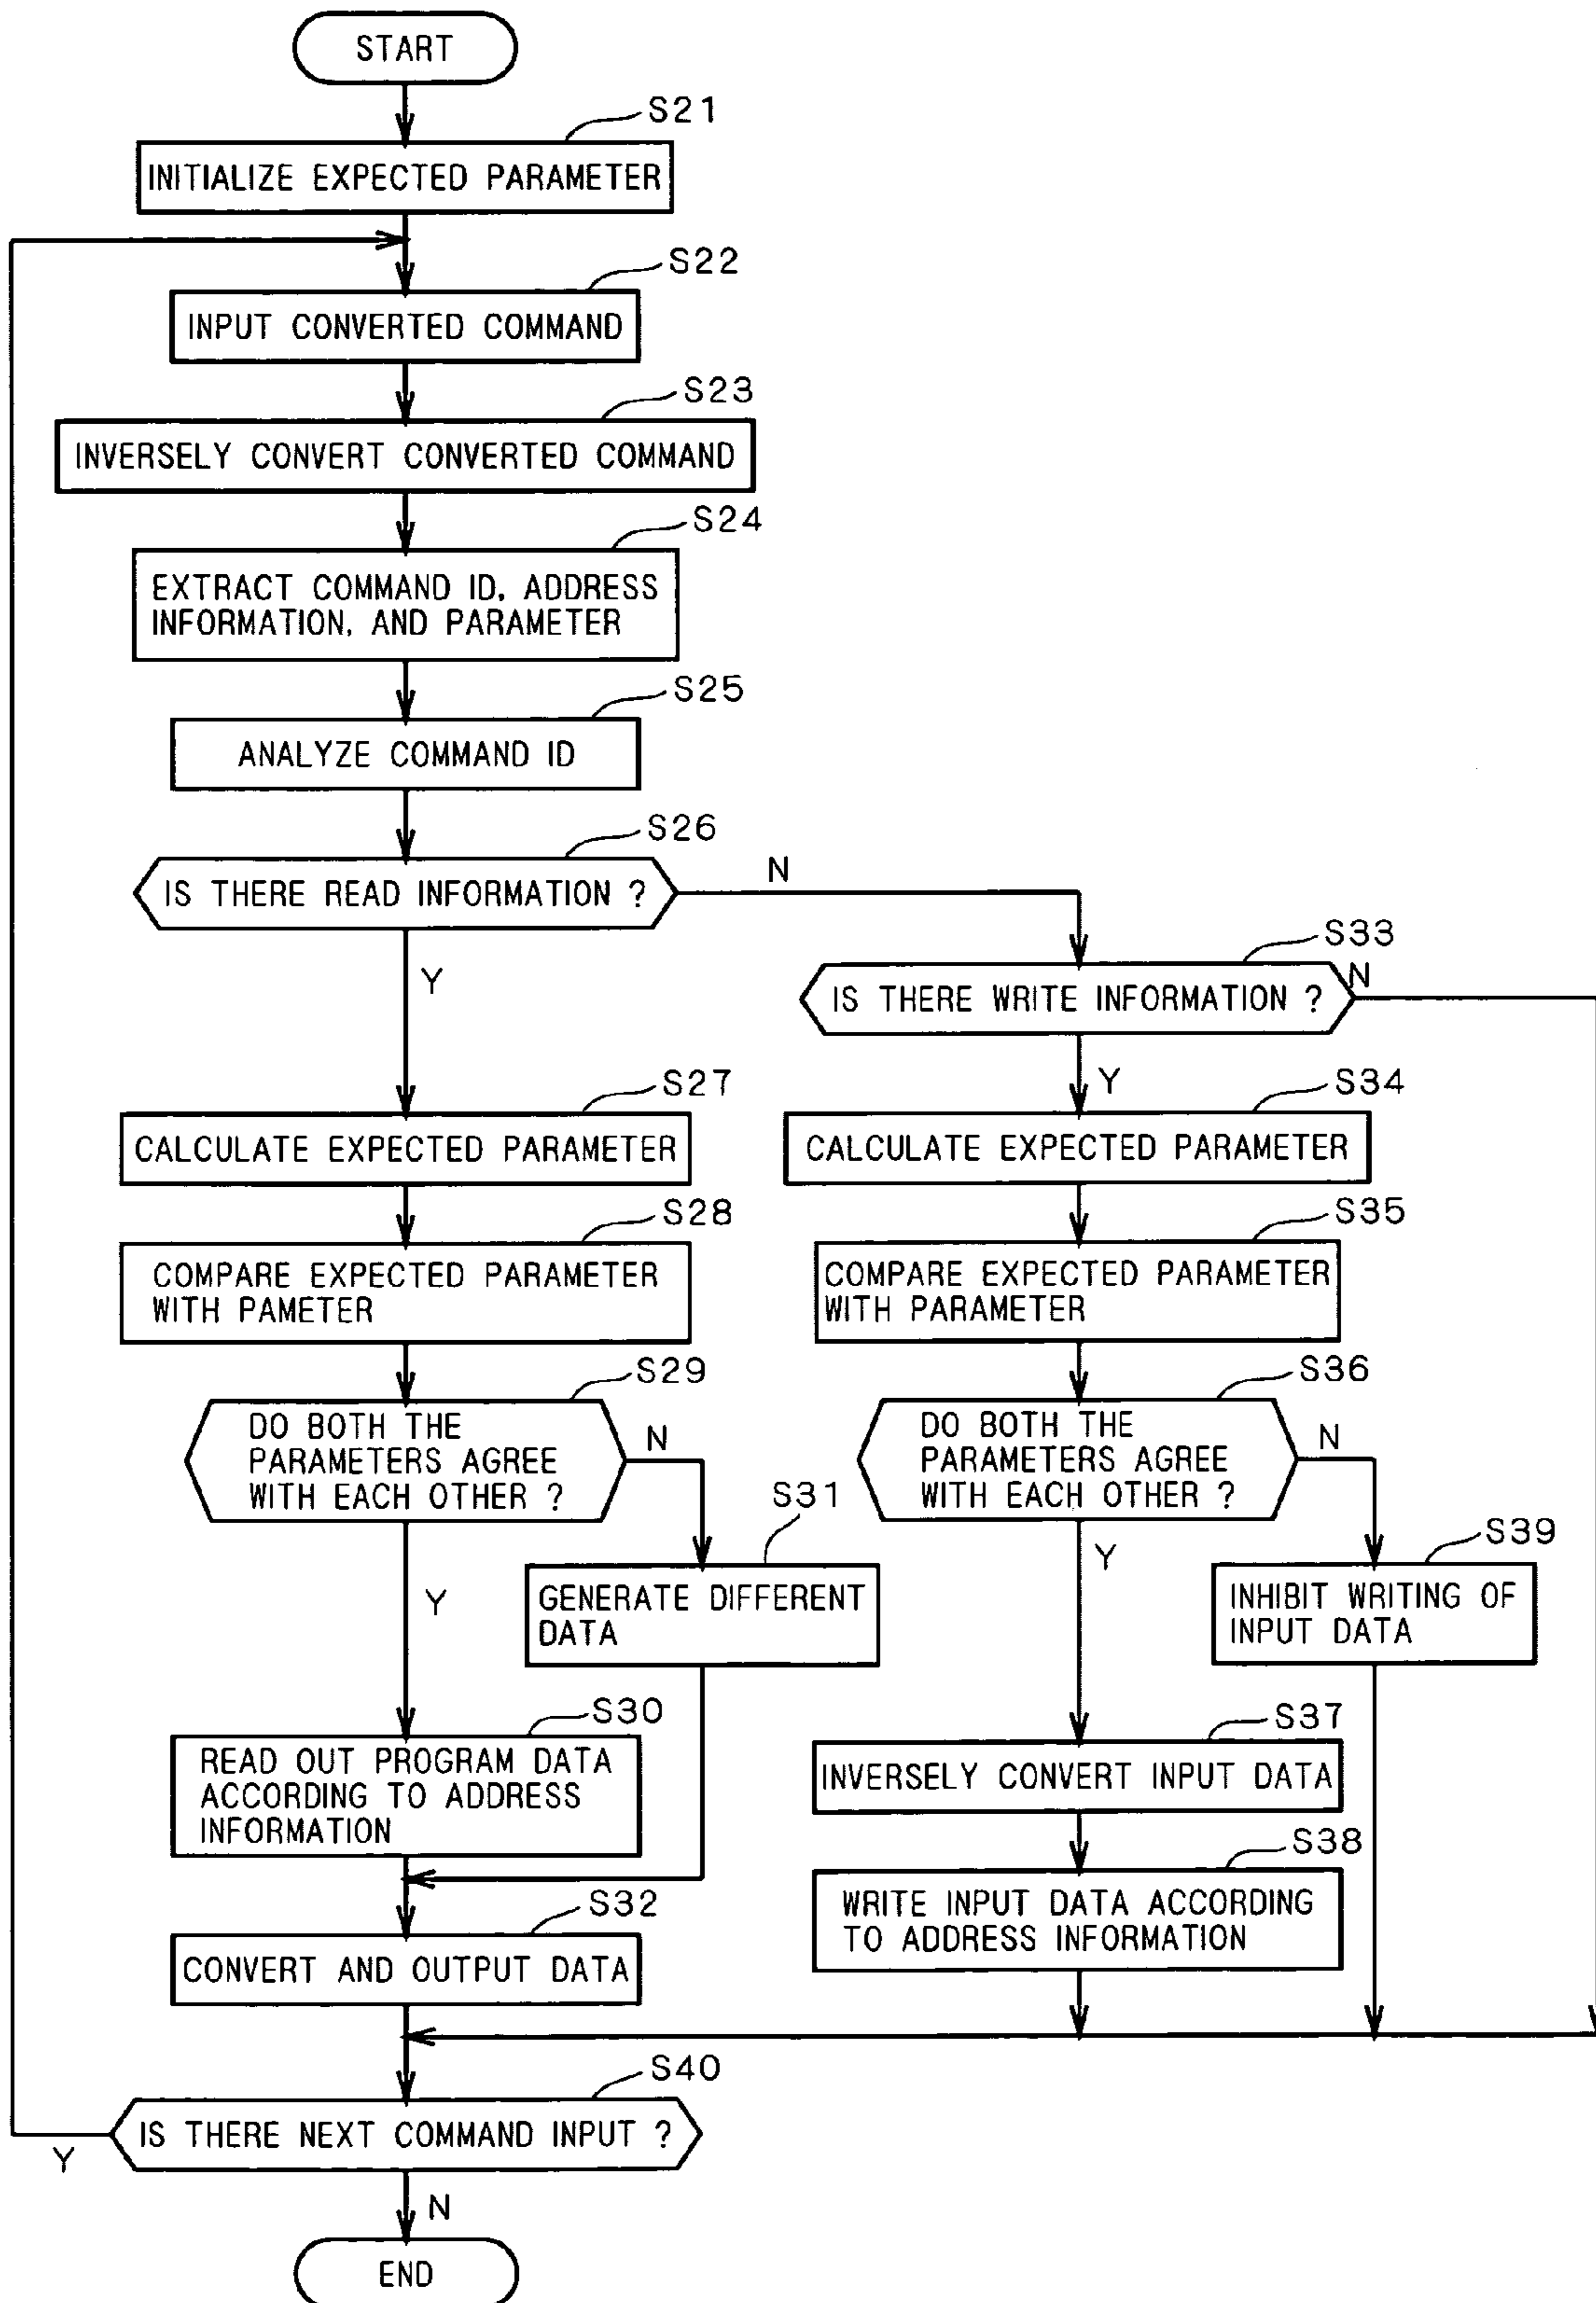 START
S21
INITIALIZE EXPECTED PARAMETER
S22
INPUT CONVERTED COMMAND
S23
INVERSELY CONVERT CONVERTED COMMAND
S24
EXTRACT COMMAND ID, ADDRESS
INFORMATION, AND PARAMETER
S25
ANALYZE COMMAND ID
S26
IS THERE READ INFORMATION ?
N
Y
S33
IS THERE WRITE INFORMATION ?
N
Y
S27
CALCULATE EXPECTED PARAMETER
S34
CALCULATE EXPECTED PARAMETER
S28
COMPARE EXPECTED PARAMETER
WITH PAMETER
S35
COMPARE EXPECTED PARAMETER
WITH PARAMETER
S29
DO BOTH THE
PARAMETERS AGREE
WITH EACH OTHER ?
N
Y
S36
DO BOTH THE
PARAMETERS AGREE
WITH EACH OTHER ?
N
Y
S31
GENERATE DIFFERENT
DATA
S39
INHIBIT WRITING OF
INPUT DATA
S30
READ OUT PROGRAM DATA
ACCORDING TO ADDRESS
INFORMATION
S37
INVERSELY CONVERT INPUT DATA
S38
WRITE INPUT DATA ACCORDING
TO ADDRESS INFORMATION
S32
CONVERT AND OUTPUT DATA
S40
IS THERE NEXT COMMAND INPUT ?
Y
N
END